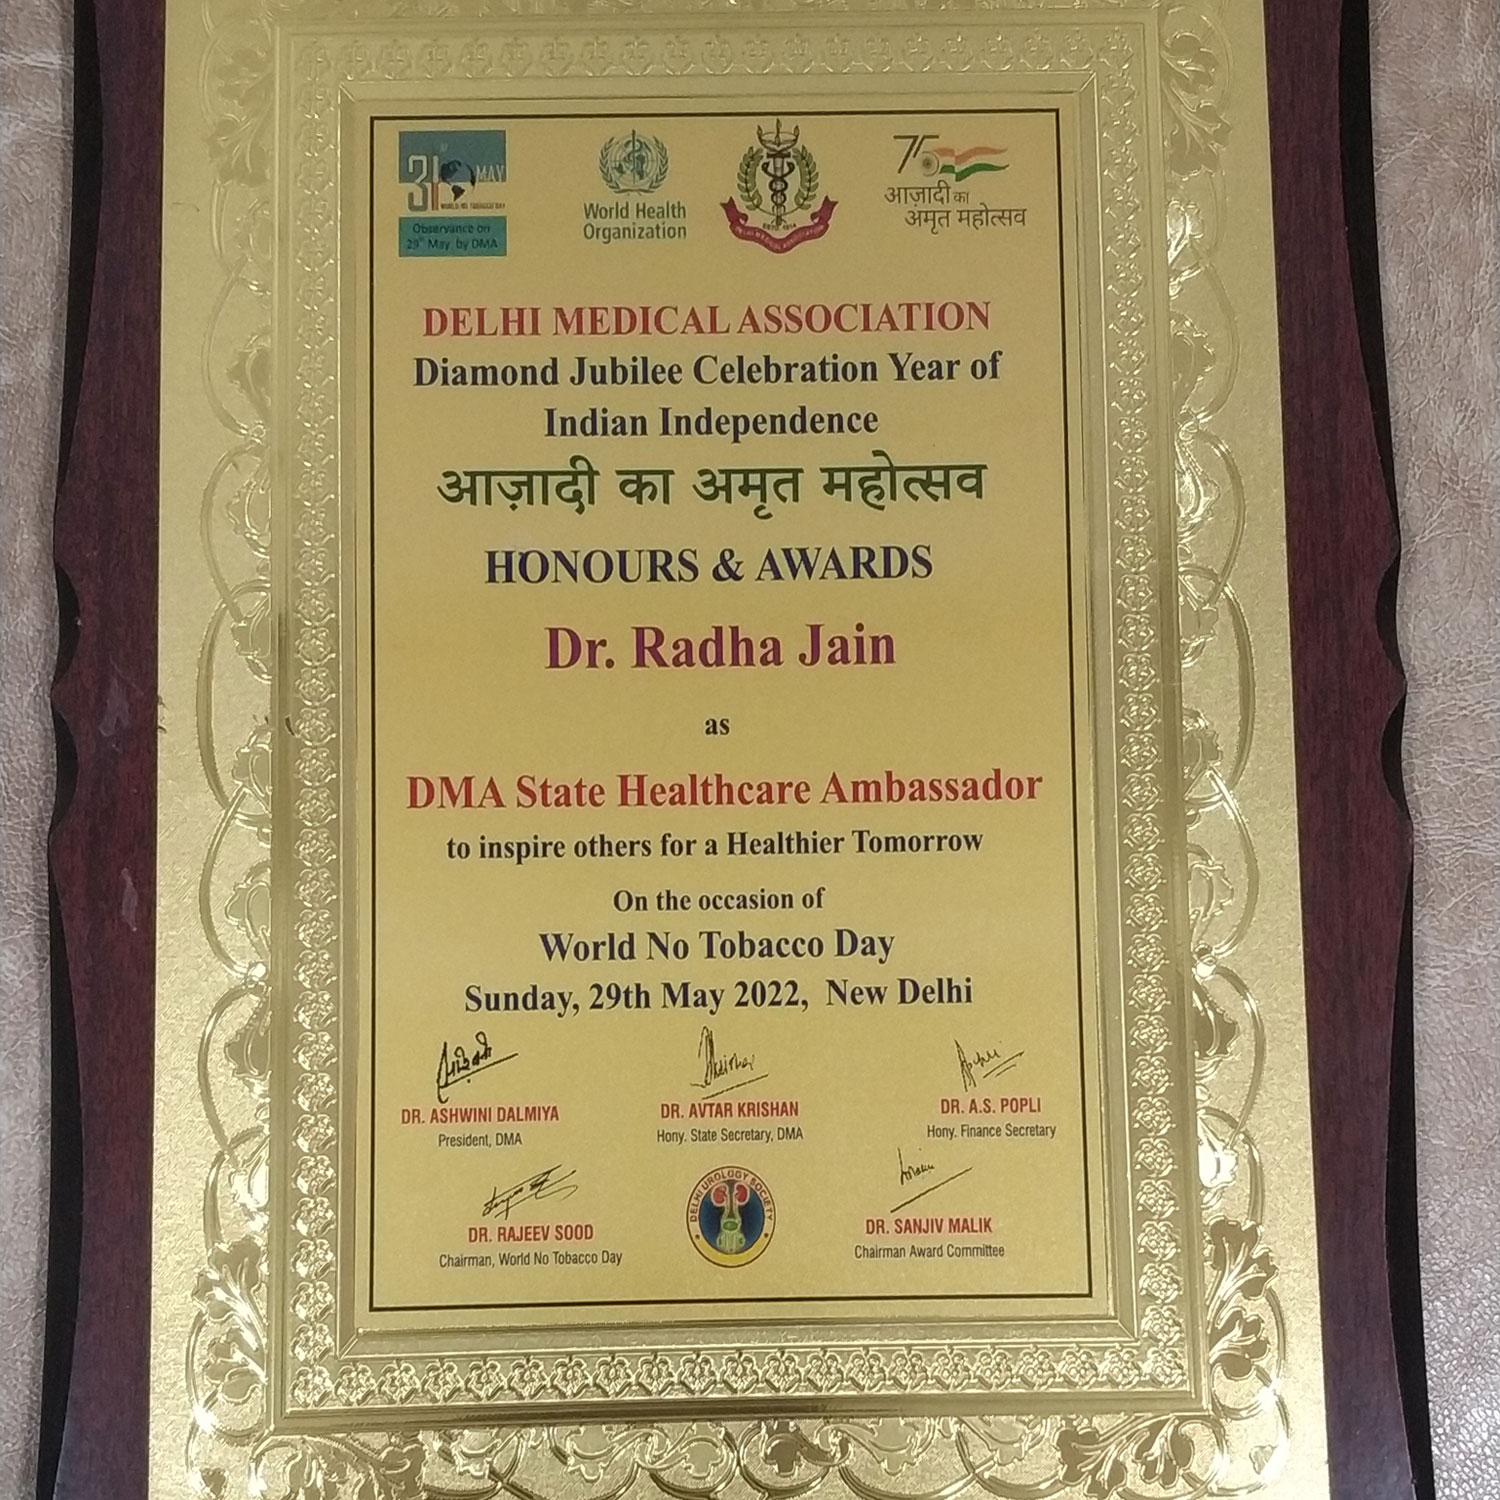 31st MAY
WORLD NO TOBACCO DAY
Observance on
29th May by DMA
World Health
Organization
ESTD. 1914
DELHI MEDICAL ASSOCIATION
75
आज़ादी का
अमृत महोत्सव
DELHI MEDICAL ASSOCIATION
Diamond Jubilee Celebration Year of
Indian Independence
आज़ादी का अमृत महोत्सव
HONOURS & AWARDS
Dr. Radha Jain
as
DMA State Healthcare Ambassador
to inspire others for a Healthier Tomorrow
On the occasion of
World No Tobacco Day
Sunday, 29th May 2022, New Delhi
DR. ASHWINI DALMIYA
President, DMA
DR. AVTAR KRISHAN
Hony. State Secretary, DMA
DR. A.S. POPLI
Hony. Finance Secretary
DR. RAJEEV SOOD
Chairman, World No Tobacco Day
DELHI UROLOGY SOCIETY
DR. SANJIV MALIK
Chairman Award Committee